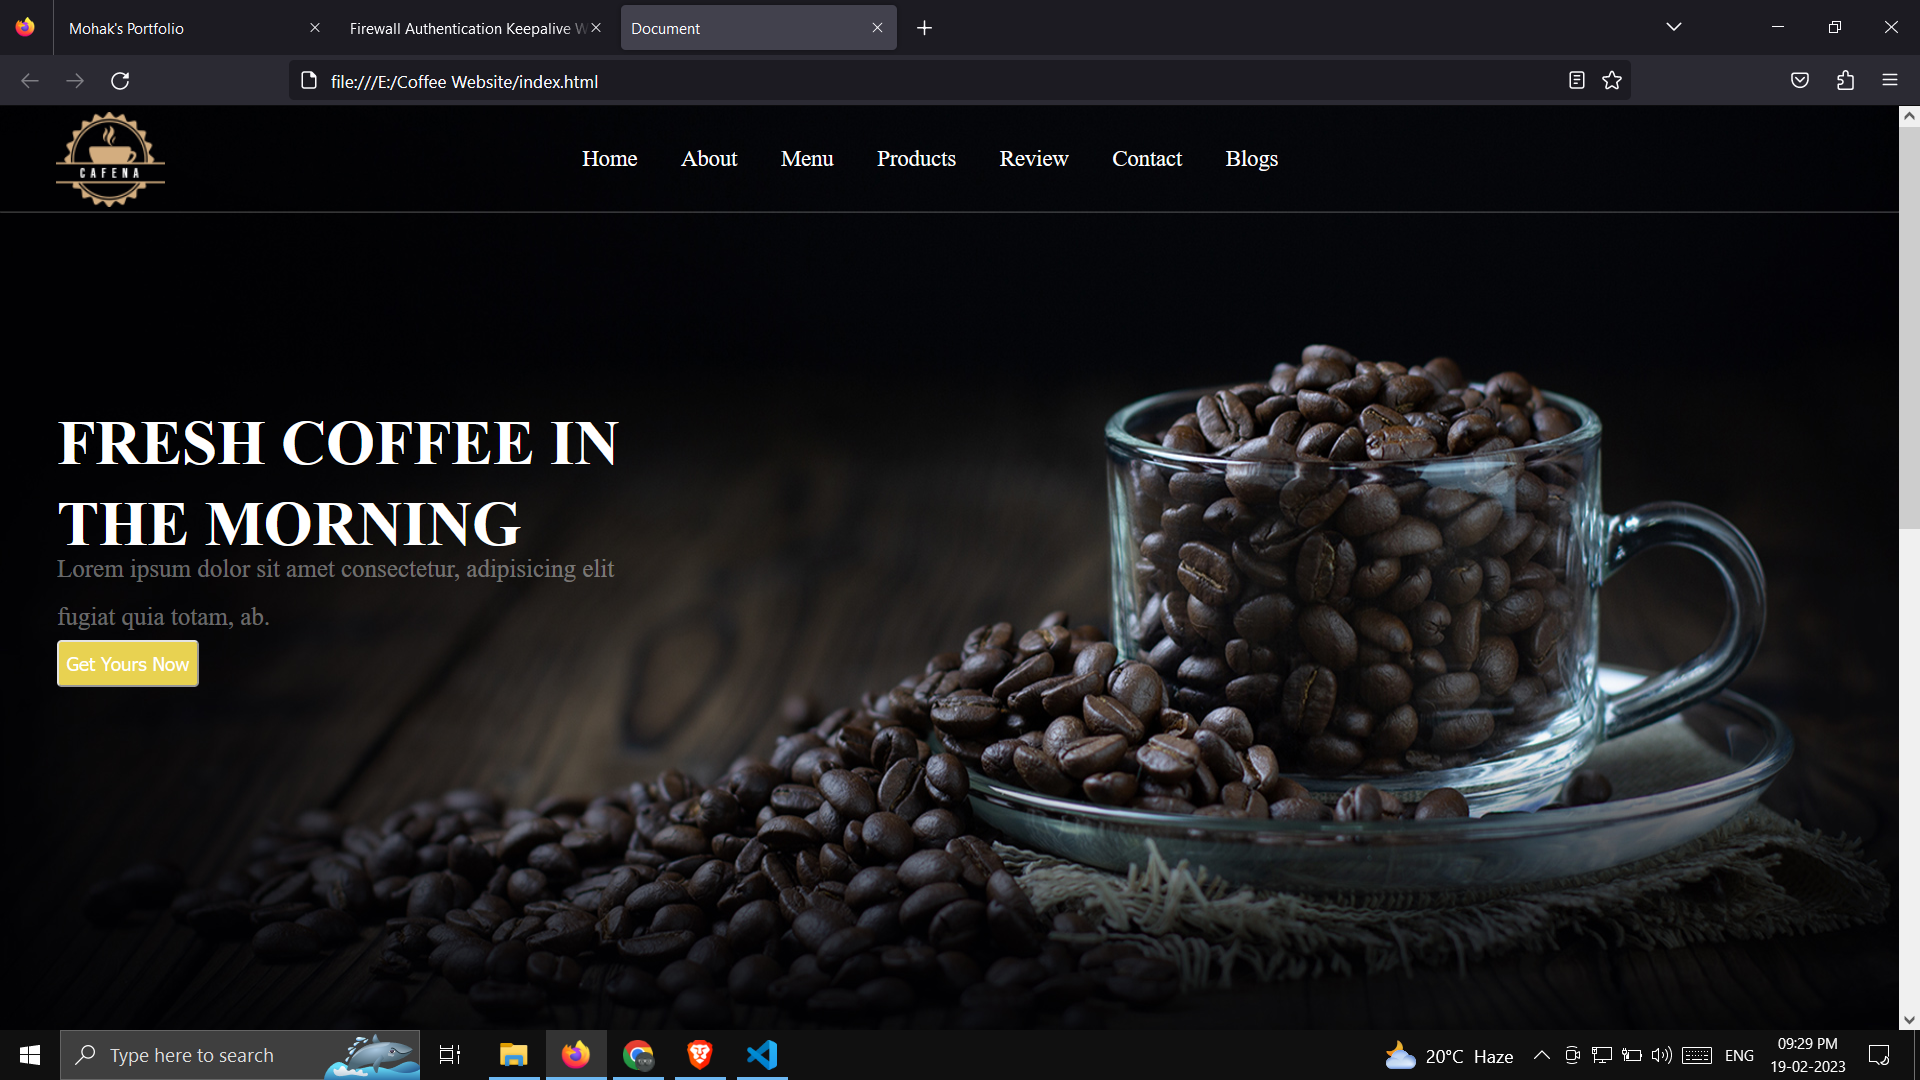 Mohak's Portfolio
Firewall Authentication Keepalive W
Document
file:///E:/Coffee Website/index.html
CAFENA
Home About Menu Products Review Contact Blogs
FRESH COFFEE IN
THE MORNING
Lorem ipsum dolor sit amet consectetur, adipisicing elit
fugiat quia totam, ab.
Get Yours Now
Type here to search
20°C Haze
ENG
09:29 PM
19-02-2023